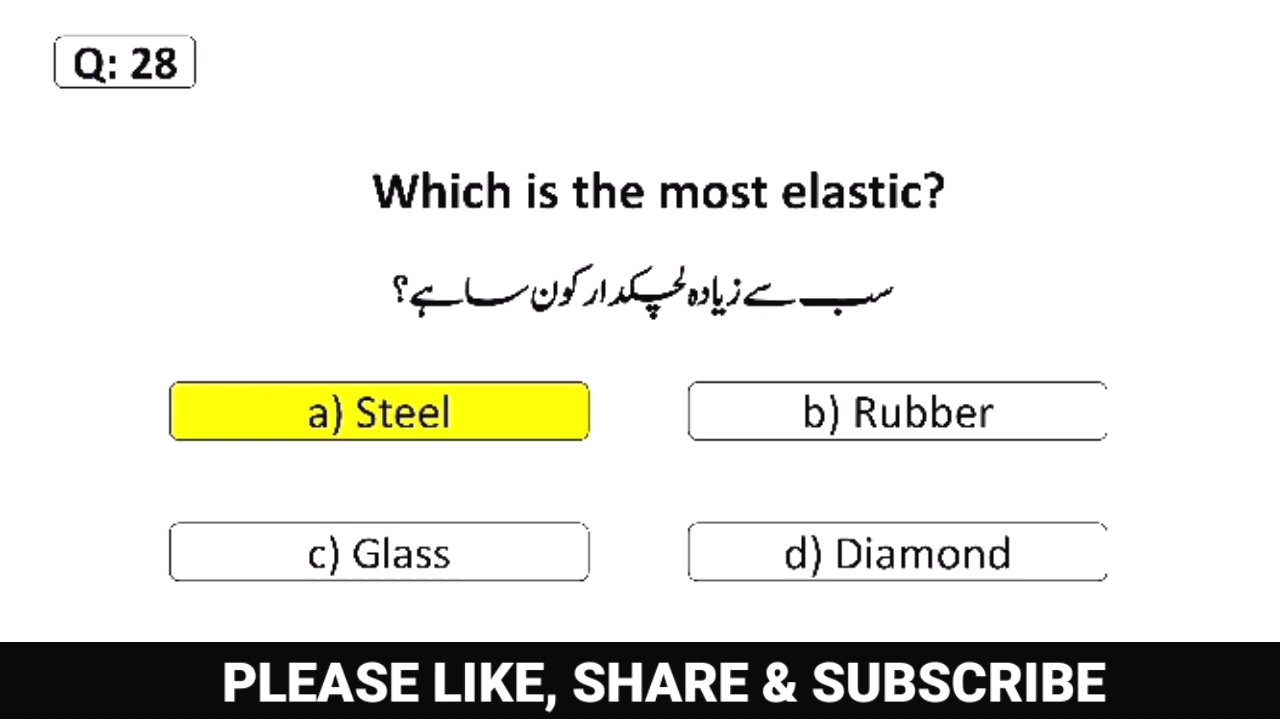 Q: 28
Which is the most elastic?
سب سے زیادہ لچکدار کون سا ہے؟
a) Steel
b) Rubber
c) Glass
d) Diamond
PLEASE LIKE, SHARE & SUBSCRIBE